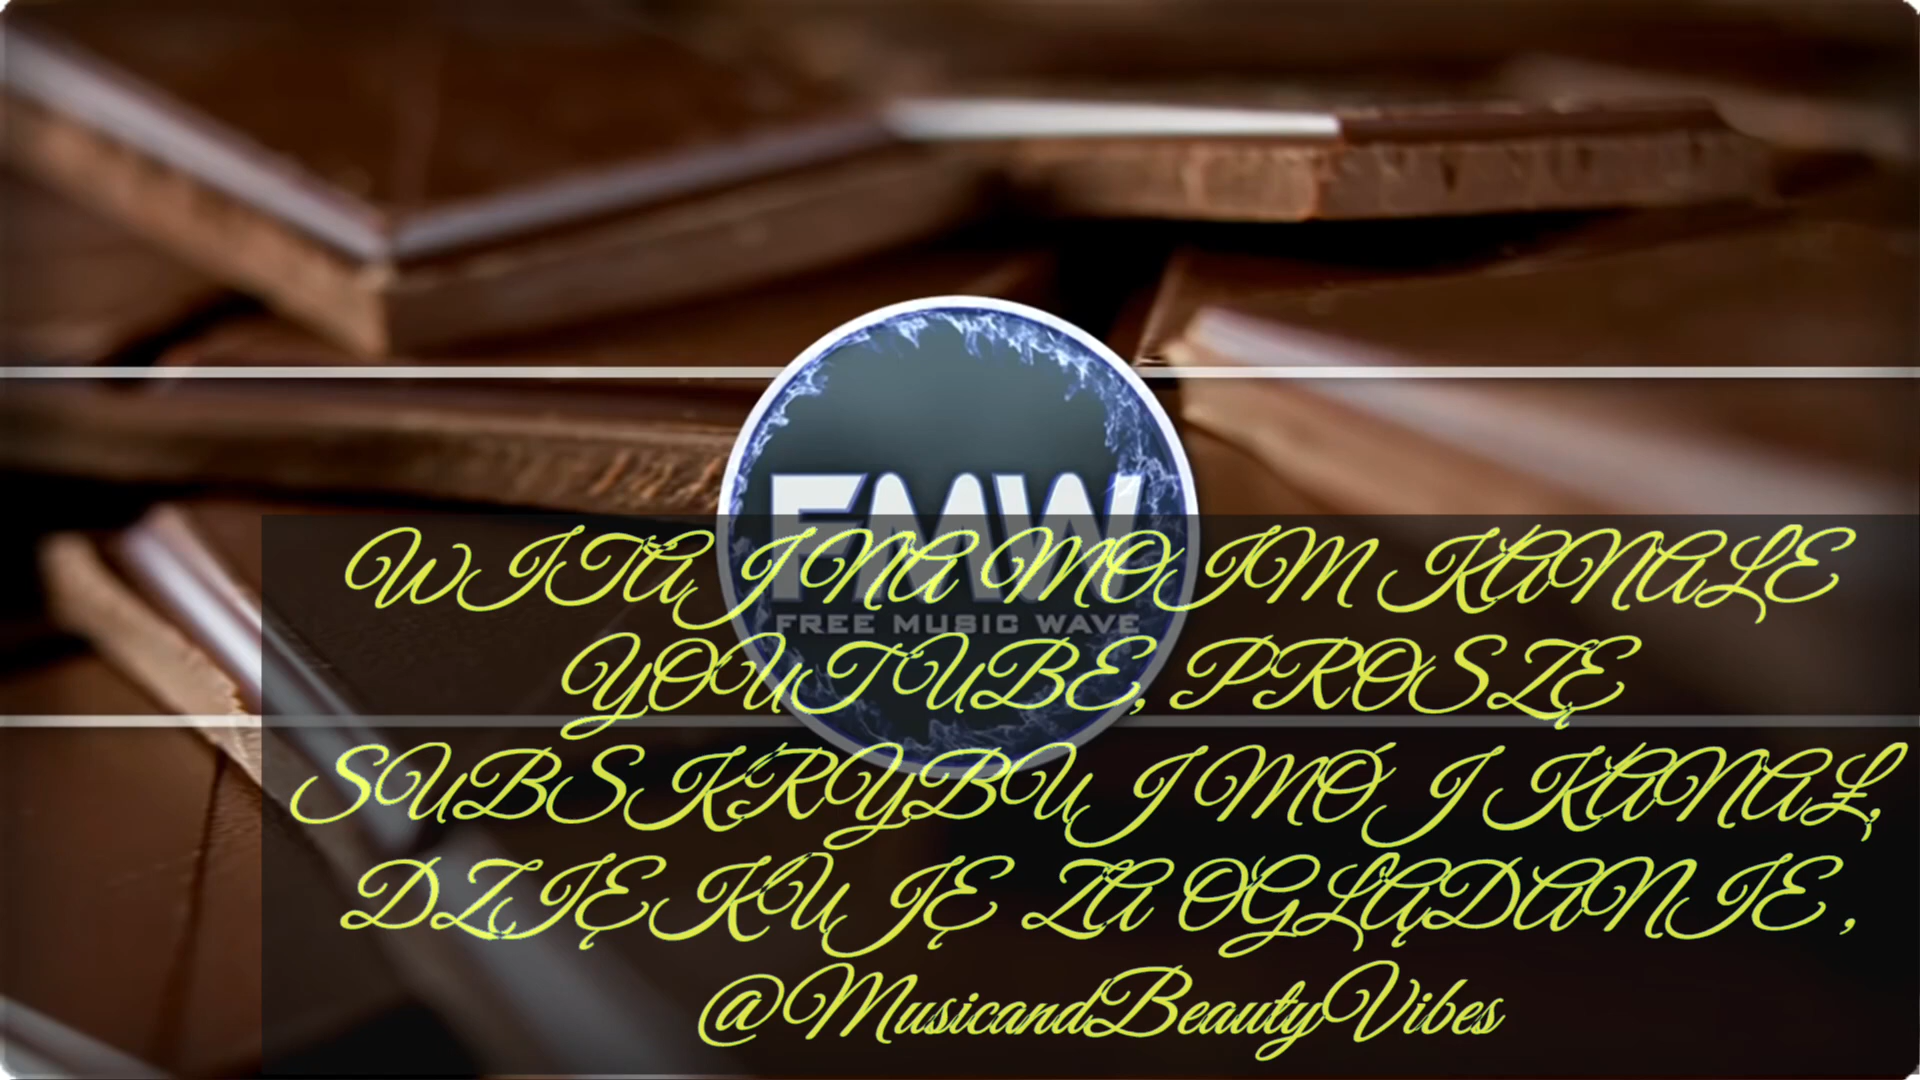 FMW
FREE MUSIC WAVE
WITAJ NA MOIM KANALE
YOUTUBE, PROSZĘ
SUBSKRYBUJ MÓJ KANAŁ,
DZIĘKUJĘ ZA OGLĄDANIE ,
@MusicandBeautyVibes